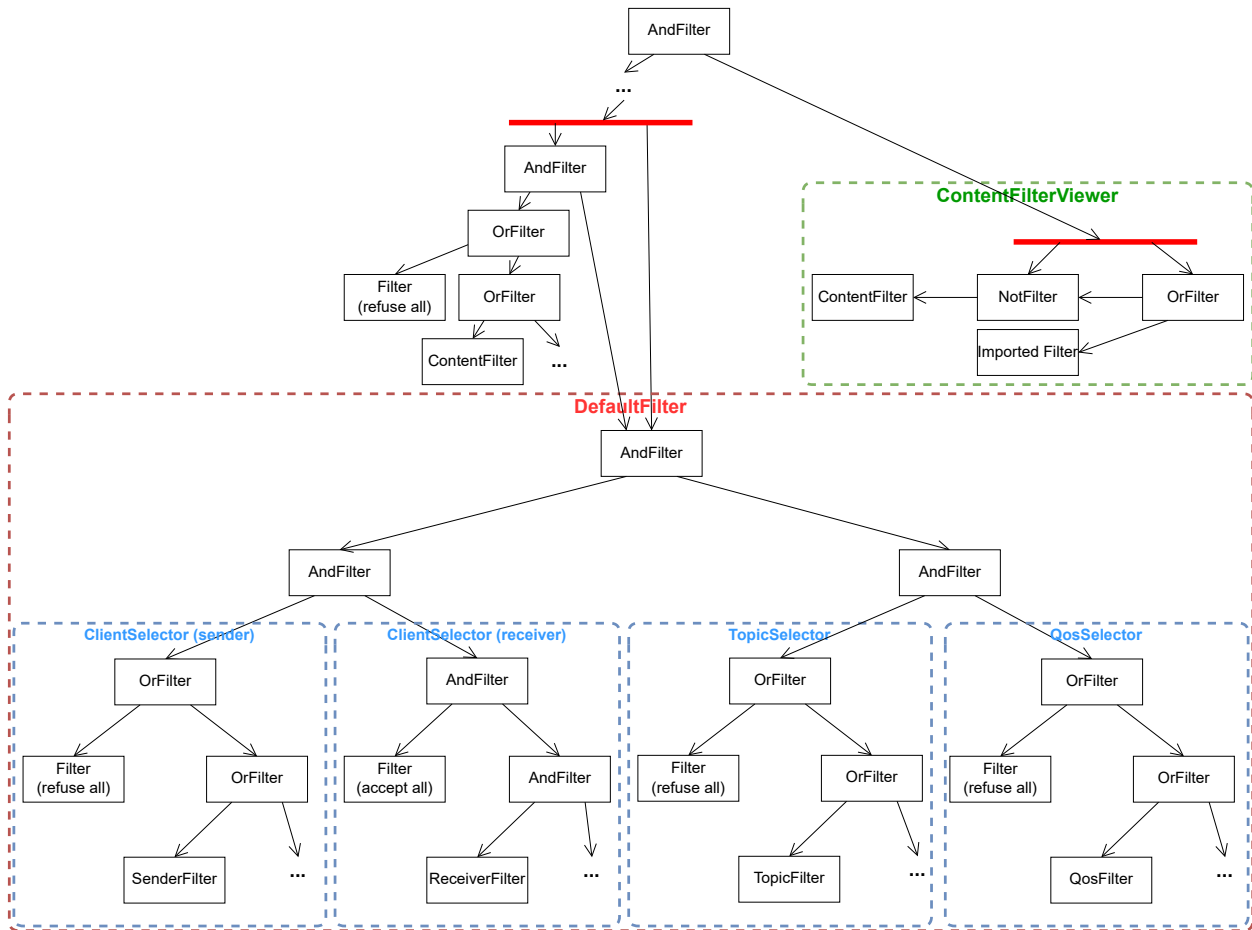 AndFilter
...
AndFilter
ContentFilterViewer
OrFilter
Filter
(refuse all)
OrFilter
ContentFilter
NotFilter
OrFilter
ContentFilter
...
Imported Filter
DefaultFilter
AndFilter
AndFilter
AndFilter
ClientSelector (sender)
ClientSelector (receiver)
TopicSelector
QosSelector
OrFilter
AndFilter
OrFilter
OrFilter
Filter
(refuse all)
OrFilter
Filter
(accept all)
AndFilter
Filter
(refuse all)
OrFilter
Filter
(refuse all)
OrFilter
SenderFilter
...
ReceiverFilter
...
TopicFilter
...
QosFilter
...